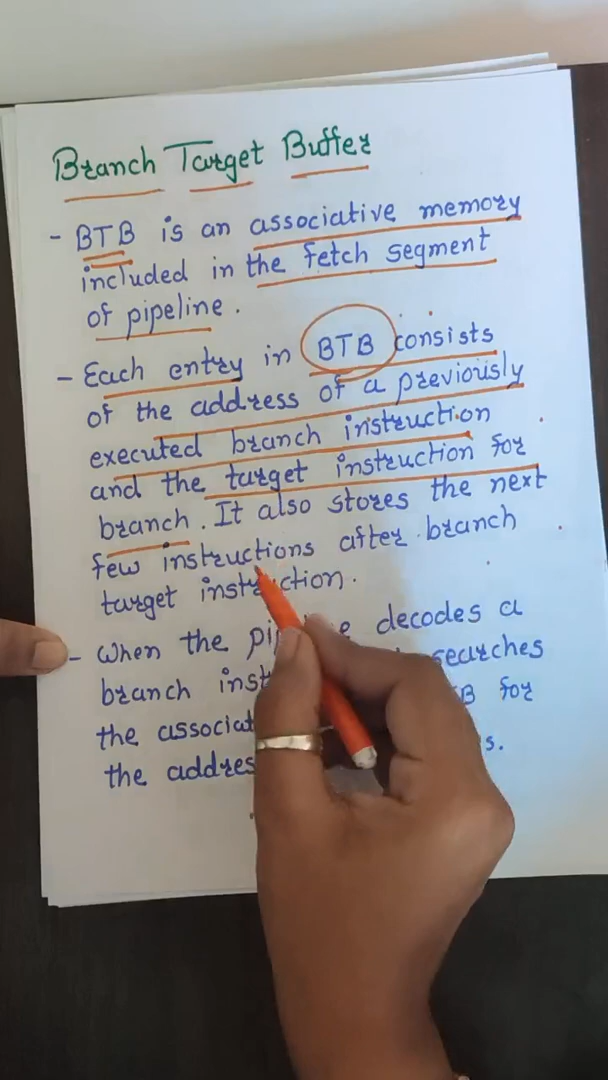 Branch Target Buffer
- BTB is an associative memory
included in the fetch segment
of pipeline.
- Each entry in BTB consists
of the address of a previously
executed branch instruction
and the target instruction for
branch. It also stores the next
few instructions after branch
target instruction.
- When the decodes a
branch searches
the for
the